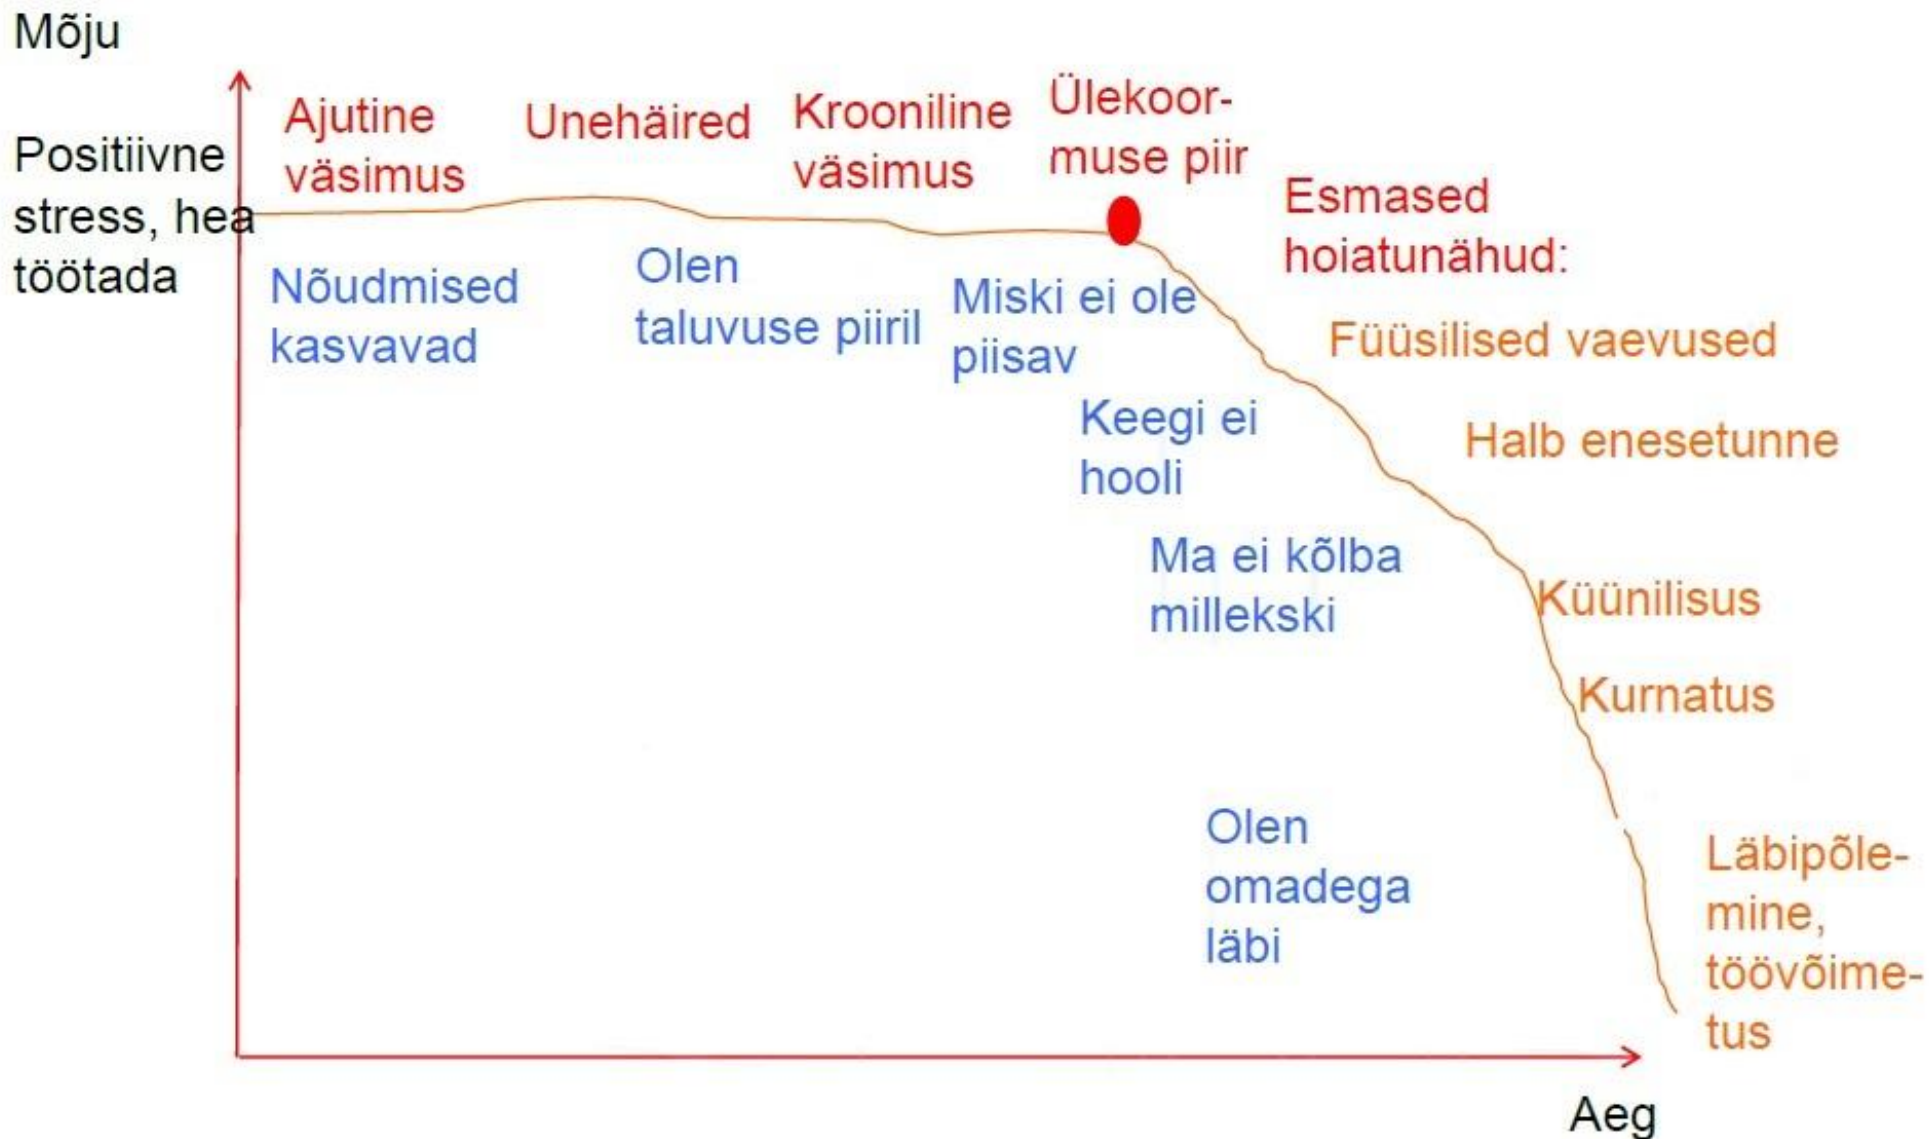 Mõju
Positiivne
stress, hea
töötada
Ajutine
väsimus
Unehäired
Krooniline
väsimus
Ülekoor-
muse piir
Esmased
hoiatunähud:
Nõudmised
kasvavad
Olen
taluvuse piiril
Miski ei ole
piisav
Füüsilised vaevused
Keegi ei
hooli
Halb enesetunne
Ma ei kõlba
millekski
Küünilisus
Kurnatus
Olen
omadega
läbi
Läbipõle-
mine,
töövõime-
tus
Aeg